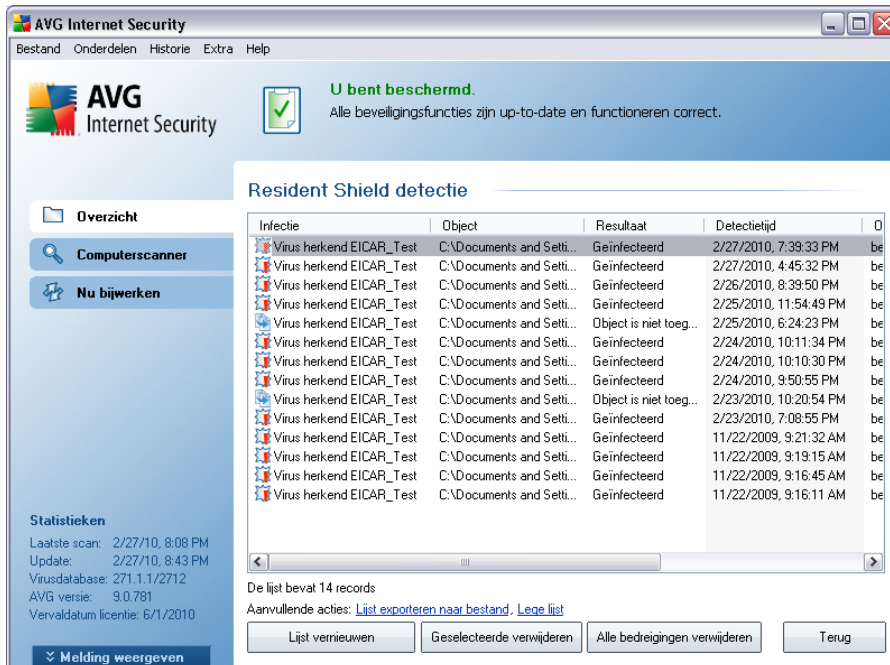 AVG Internet Security
Bestand Onderdelen Historie Extra Help
AVG
Internet Security
U bent beschermd.
Alle beveiligingsfuncties zijn up-to-date en functioneren correct.
Overzicht
Computerscanner
Nu bijwerken
Resident Shield detectie
Infectie Object Resultaat Detectietijd O
Virus herkend EICAR_Test C:\Documents and Setti... Geïnfecteerd 2/27/2010, 7:39:33 PM be
Virus herkend EICAR_Test C:\Documents and Setti... Geïnfecteerd 2/27/2010, 4:45:32 PM be
Virus herkend EICAR_Test C:\Documents and Setti... Geïnfecteerd 2/26/2010, 8:39:50 PM be
Virus herkend EICAR_Test C:\Documents and Setti... Geïnfecteerd 2/25/2010, 11:54:49 PM be
Virus herkend EICAR_Test C:\Documents and Setti... Object is niet toeg... 2/25/2010, 6:24:23 PM be
Virus herkend EICAR_Test C:\Documents and Setti... Geïnfecteerd 2/24/2010, 10:11:34 PM be
Virus herkend EICAR_Test C:\Documents and Setti... Geïnfecteerd 2/24/2010, 10:10:30 PM be
Virus herkend EICAR_Test C:\Documents and Setti... Geïnfecteerd 2/24/2010, 9:50:55 PM be
Virus herkend EICAR_Test C:\Documents and Setti... Object is niet toeg... 2/23/2010, 10:20:54 PM be
Virus herkend EICAR_Test C:\Documents and Setti... Geïnfecteerd 2/23/2010, 7:08:55 PM be
Virus herkend EICAR_Test C:\Documents and Setti... Geïnfecteerd 11/22/2009, 9:21:32 AM be
Virus herkend EICAR_Test C:\Documents and Setti... Geïnfecteerd 11/22/2009, 9:19:15 AM be
Virus herkend EICAR_Test C:\Documents and Setti... Geïnfecteerd 11/22/2009, 9:16:45 AM be
Virus herkend EICAR_Test C:\Documents and Setti... Geïnfecteerd 11/22/2009, 9:16:11 AM be
De lijst bevat 14 records
Aanvullende acties: Lijst exporteren naar bestand, Lege lijst
Lijst vernieuwen Geselecteerde verwijderen Alle bedreigingen verwijderen Terug
Statistieken
Laatste scan: 2/27/10, 8:08 PM
Update: 2/27/10, 8:43 PM
Virusdatabase: 271.1.1/2712
AVG versie: 9.0.781
Vervaldatum licentie: 6/1/2010
Melding weergeven